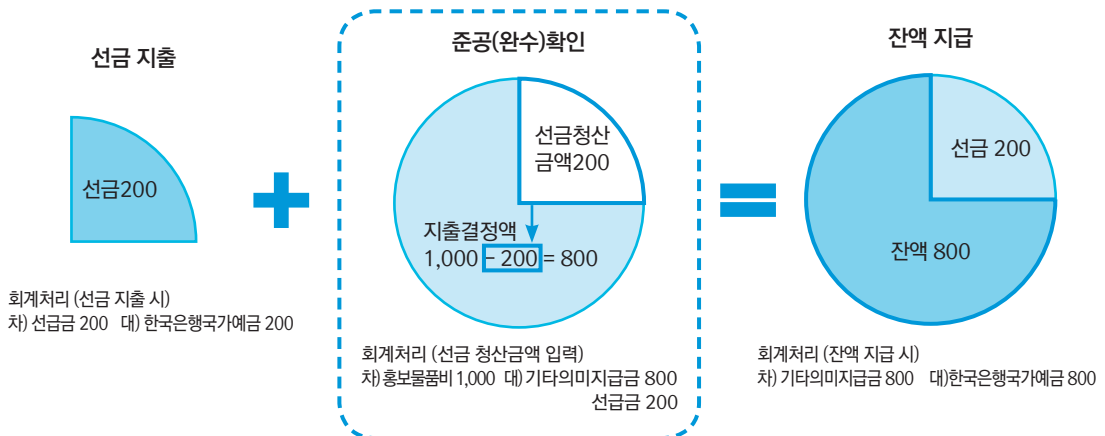 선금 지출
선금200
회계처리 (선금 지출 시)
차) 선급금 200 대) 한국은행국가예금 200
준공(완수)확인
선금청산
금액200
지출결정액
1,000 - 200 = 800
회계처리 (선금 청산금액 입력)
차) 홍보물품비 1,000 대) 기타의미지급금 800
선급금 200
잔액 지급
선금 200
잔액 800
회계처리 (잔액 지급 시)
차) 기타의미지급금 800 대)한국은행국가예금 800